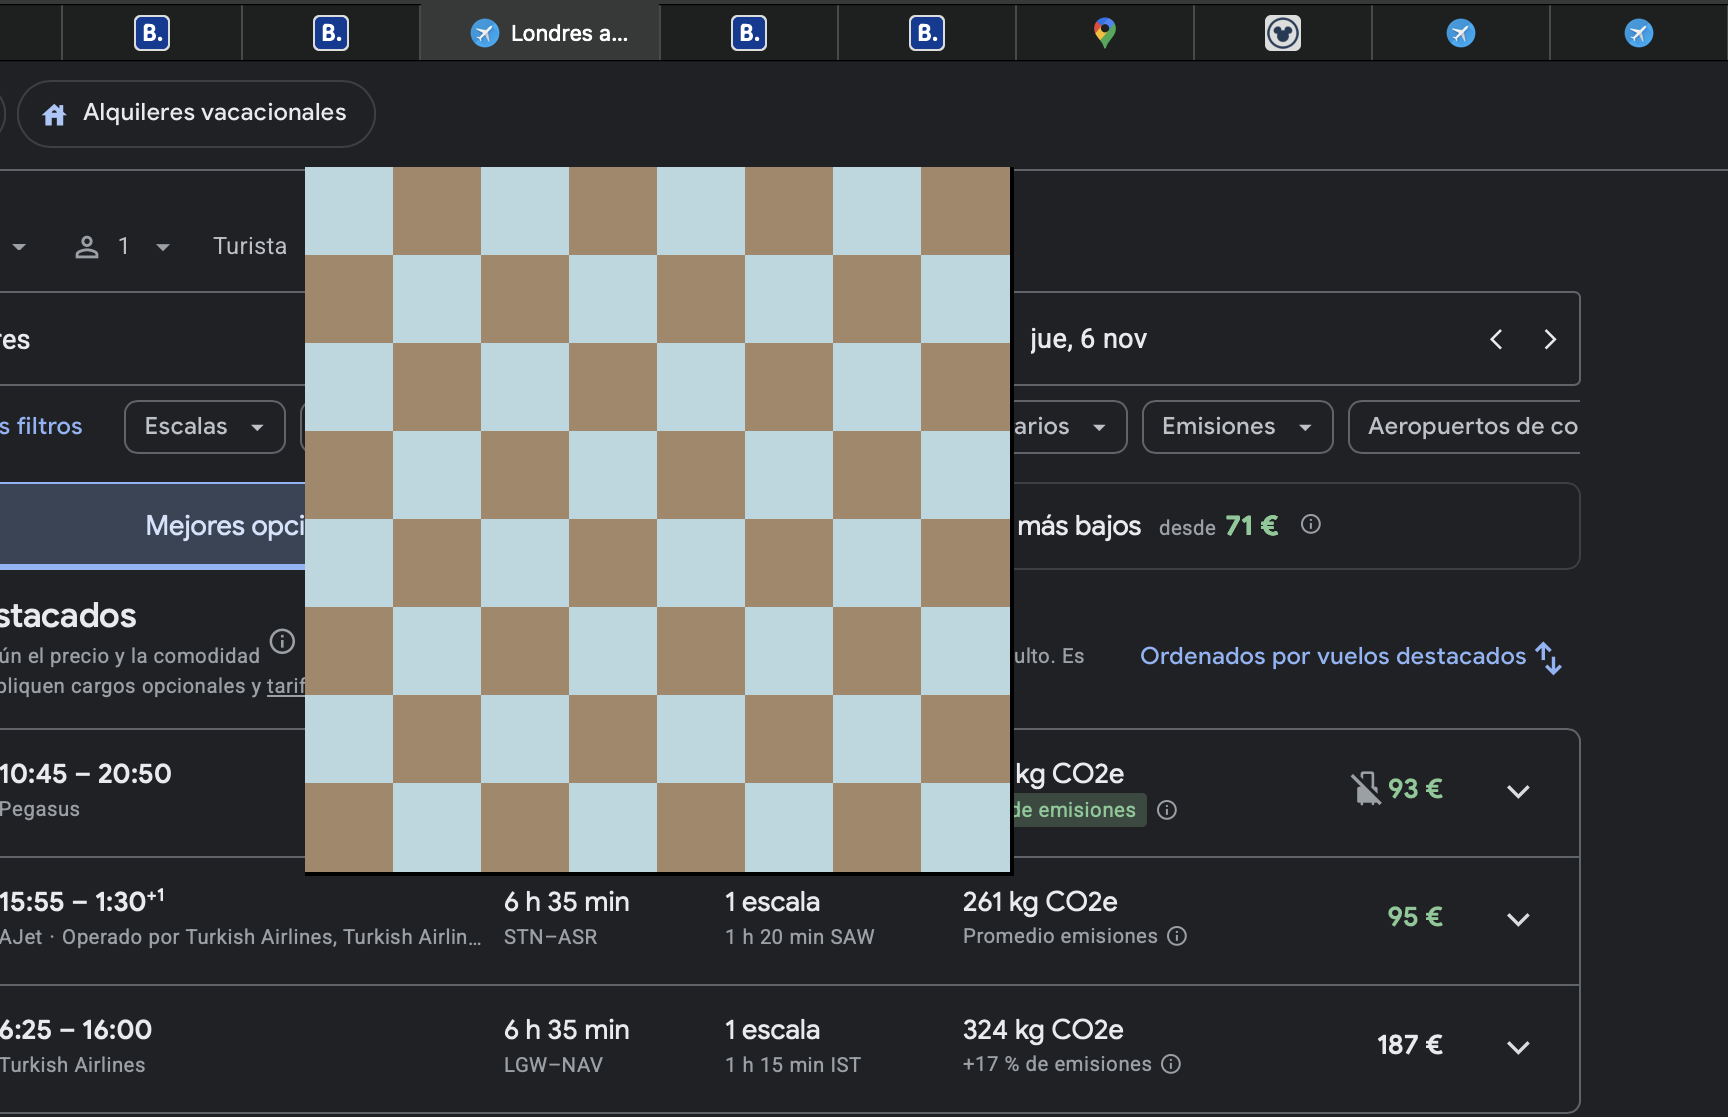 B.
B.
Londres a...
B.
B.
Alquileres vacacionales
1
Turista
res
jue, 6 nov
s filtros
Escalas
arios
Emisiones
Aeropuertos de co
Mejores opci
más bajos desde 71 €
stacados
ún el precio y la comodidad
ulto. Es
Ordenados por vuelos destacados
pliquen cargos opcionales y tarif
10:45 – 20:50
kg CO2e
93 €
Pegasus
de emisiones
15:55 – 1:30+1
6 h 35 min
1 escala
261 kg CO2e
95 €
AJet · Operado por Turkish Airlines, Turkish Airlin...
STN–ASR
1 h 20 min SAW
Promedio emisiones
6:25 – 16:00
6 h 35 min
1 escala
324 kg CO2e
187 €
Turkish Airlines
LGW–NAV
1 h 15 min IST
+17 % de emisiones